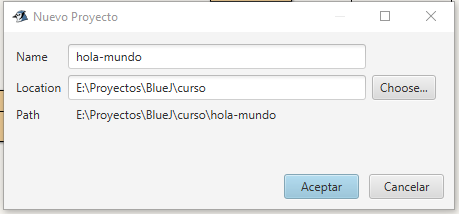 Nuevo Proyecto
Name hola-mundo
Location E:\Proyectos\BlueJ\curso Choose...
Path E:\Proyectos\BlueJ\curso\hola-mundo
Aceptar Cancelar